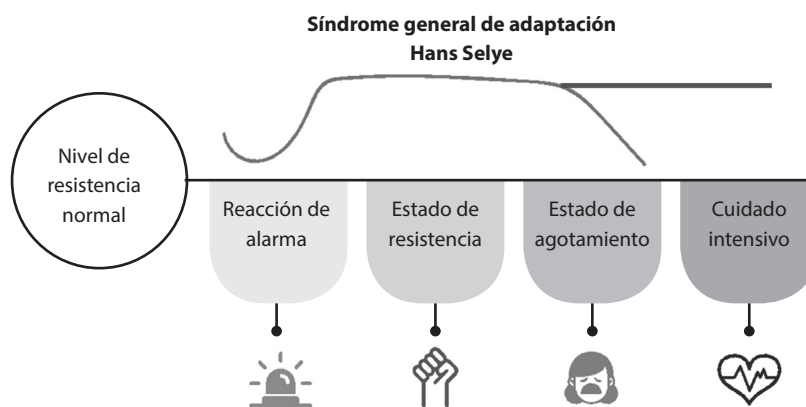 Síndrome general de adaptación
Hans Selye
Nivel de
resistencia
normal
Reacción de
alarma
Estado de
resistencia
Estado de
agotamiento
Cuidado
intensivo